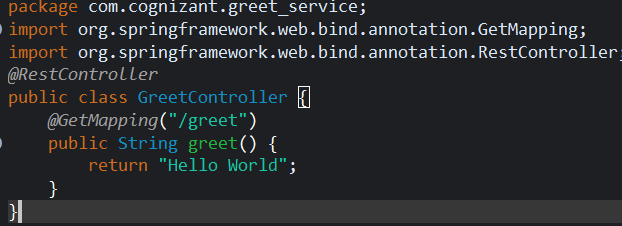 package com.cognizant.greet_service;
import org.springframework.web.bind.annotation.GetMapping;
import org.springframework.web.bind.annotation.RestController;
@RestController
public class GreetController {
    @GetMapping("/greet")
    public String greet() {
        return "Hello World";
    }
}